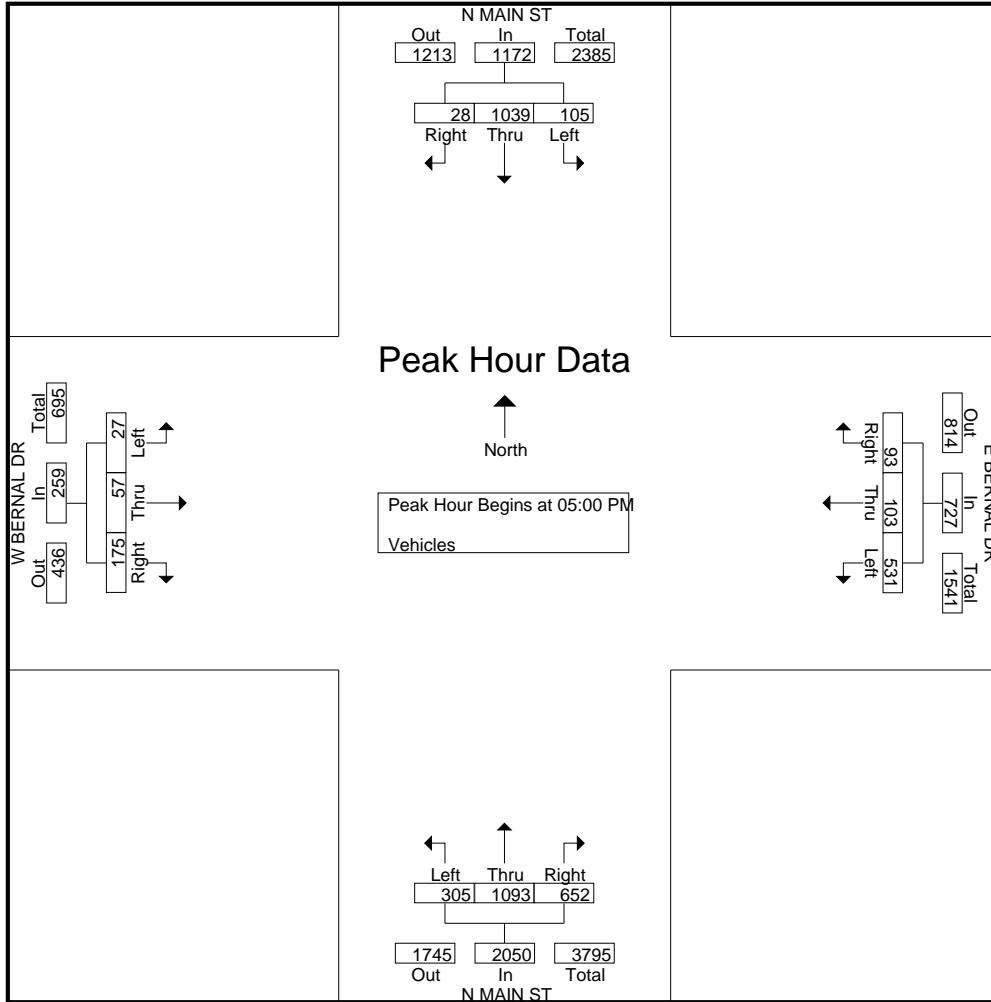 N MAIN ST
Out In Total
1213 1172 2385
28 1039 105
Right Thru Left
Peak Hour Data
North
Peak Hour Begins at 05:00 PM
Vehicles
W BERNAL DR
Out In Total
436 259 695
Right Thru Left
175 57 27
E BERNAL DR
Out In Total
814 727 1541
Right Thru Left
93 103 531
Left Thru Right
305 1093 652
1745 2050 3795
Out In Total
N MAIN ST